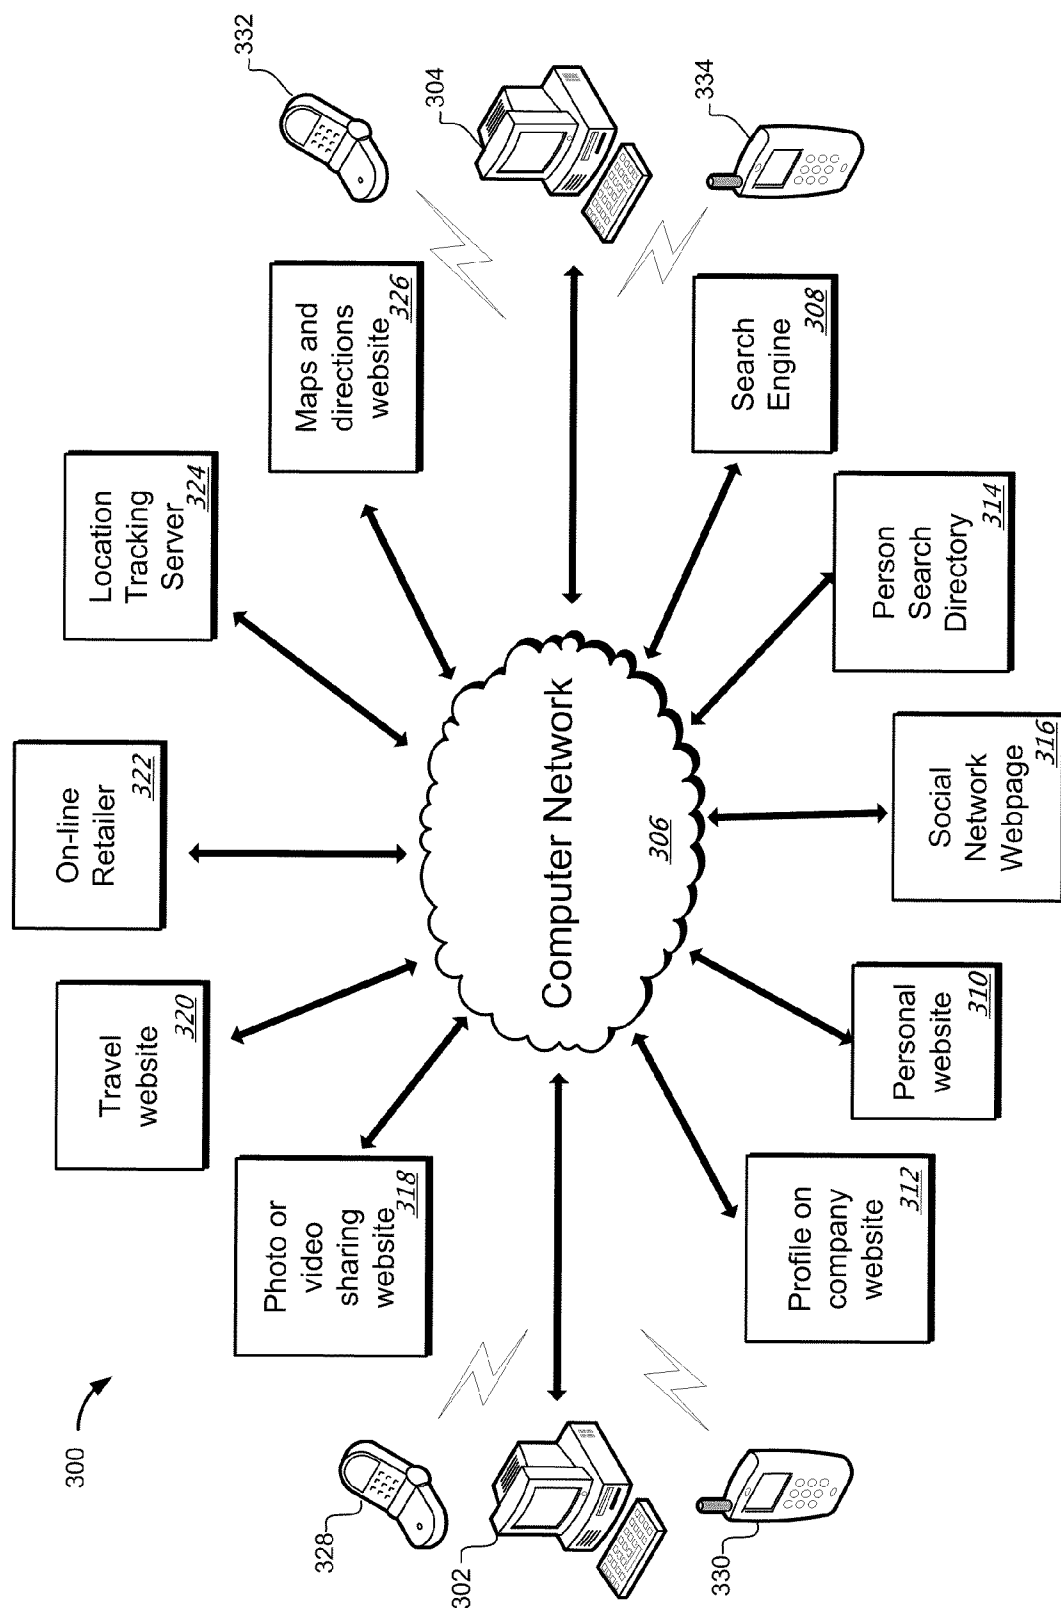 300
Photo or
video
sharing
website
318
Travel
website
320
On-line
Retailer
322
Location
Tracking
Server
324
Maps and
directions
website
326
332
328
302
330
Computer Network
306
304
334
Profile on
company
website
312
Personal
website
310
Social
Network
Webpage
316
Person
Search
Directory
314
Search
Engine
308